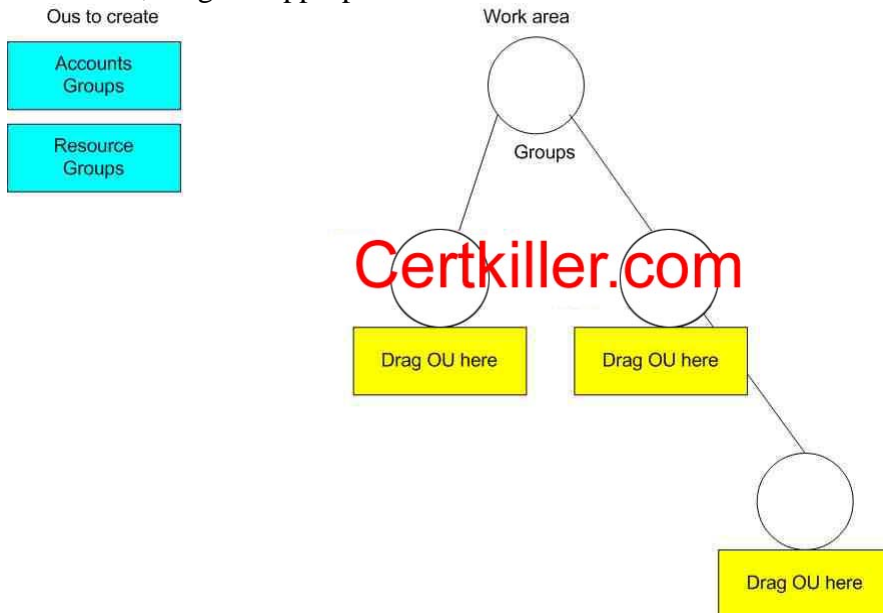 Ous to create
Work area
Accounts
Groups
Resource
Groups
Groups
Certkiller.com
Drag OU here
Drag OU here
Drag OU here